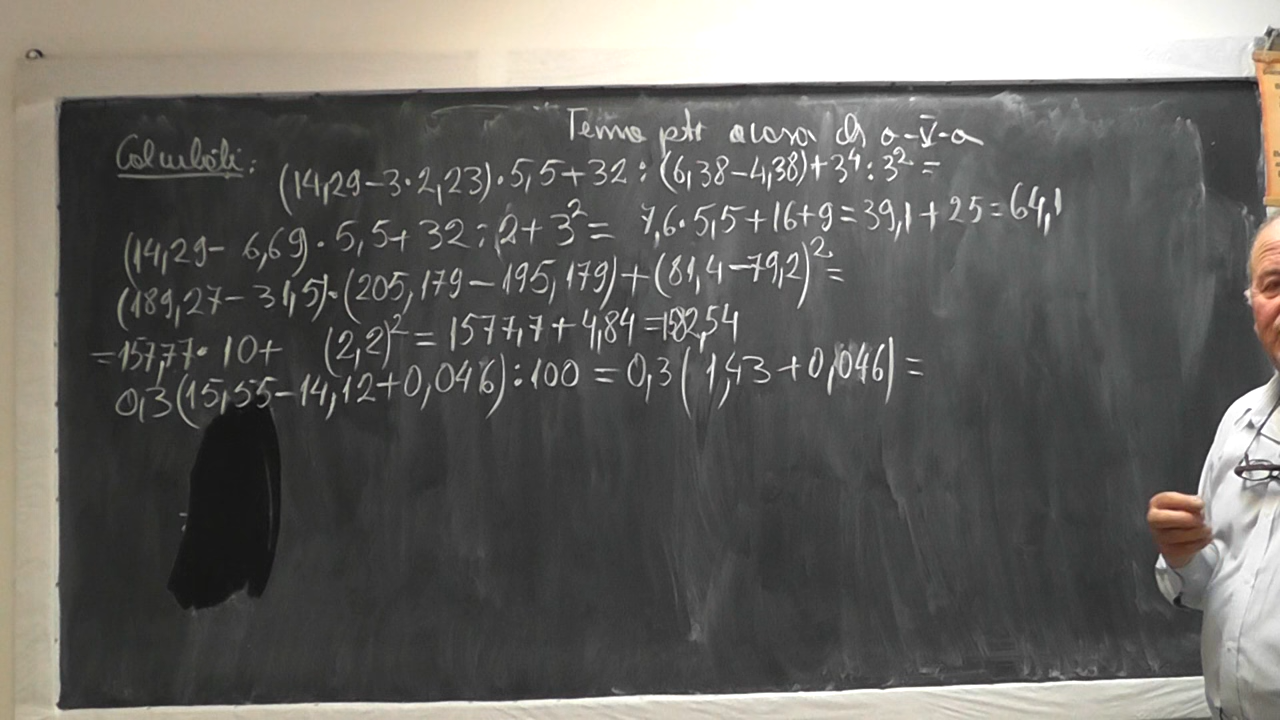 Tema ptr acasa cls a-V-a
Calculați:
(14,29-3·2,23)·5,5+32:(6,38-4,38)+3⁴:3²=
(14,29-6,69)·5,5+32:2+3²= 7,6·5,5+16+9=39,1+25=64,1
(189,27-31,5)·(205,179-195,179)+(81,4-79,2)²=
=157,77·10+ (2,2)²=1577,7+4,84=1582,54
0,3(15,55-14,12+0,046):100=0,3(1,43+0,046)=